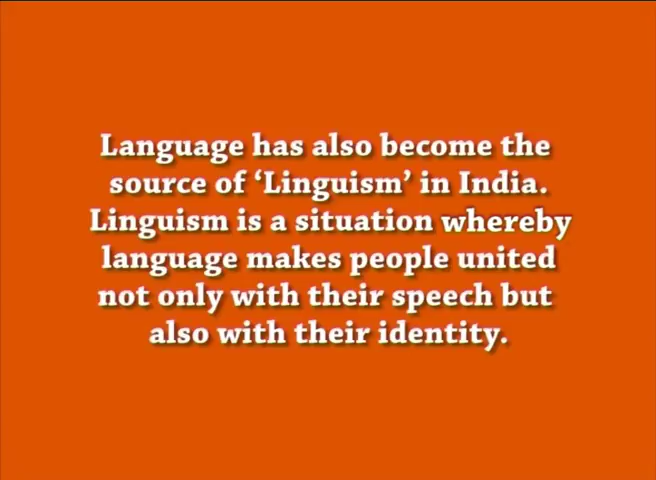 Language has also become the
source of ‘Linguism’ in India.
Linguism is a situation whereby
language makes people united
not only with their speech but
also with their identity.